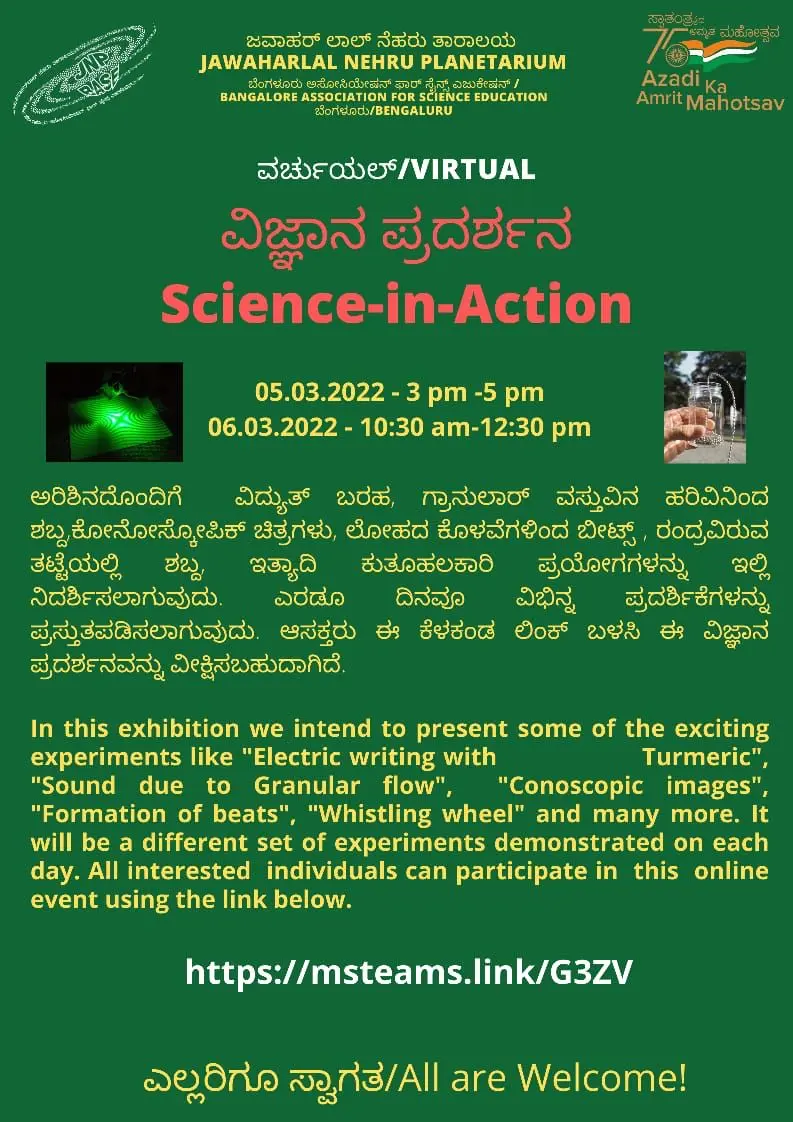 JNP
BASE
ಜವಾಹರ್ ಲಾಲ್ ನೆಹರು ತಾರಾಲಯ
JAWAHARLAL NEHRU PLANETARIUM
ಬೆಂಗಳೂರು ಅಸೋಸಿಯೇಷನ್ ಫಾರ್ ಸೈನ್ಸ್ ಎಜುಕೇಷನ್ /
BANGALORE ASSOCIATION FOR SCIENCE EDUCATION
ಬೆಂಗಳೂರು/BENGALURU
ಸ್ವಾತಂತ್ರ್ಯದ
75 ಅಮೃತ ಮಹೋತ್ಸವ
Azadi Ka
Amrit Mahotsav
ವರ್ಚುಯಲ್/VIRTUAL
ವಿಜ್ಞಾನ ಪ್ರದರ್ಶನ
Science-in-Action
05.03.2022 - 3 pm -5 pm
06.03.2022 - 10:30 am-12:30 pm
ಅರಿಶಿನದೊಂದಿಗೆ ವಿದ್ಯುತ್ ಬರಹ, ಗ್ರಾನುಲಾರ್ ವಸ್ತುವಿನ ಹರಿವಿನಿಂದ
ಶಬ್ದ,ಕೋನೋಸ್ಕೋಪಿಕ್ ಚಿತ್ರಗಳು, ಲೋಹದ ಕೊಳವೆಗಳಿಂದ ಬೀಟ್ಸ್ , ರಂದ್ರವಿರುವ
ತಟ್ಟೆಯಲ್ಲಿ ಶಬ್ದ, ಇತ್ಯಾದಿ ಕುತೂಹಲಕಾರಿ ಪ್ರಯೋಗಗಳನ್ನು ಇಲ್ಲಿ
ನಿದರ್ಶಿಸಲಾಗುವುದು. ಎರಡೂ ದಿನವೂ ವಿಭಿನ್ನ ಪ್ರದರ್ಶಿಕೆಗಳನ್ನು
ಪ್ರಸ್ತುತಪಡಿಸಲಾಗುವುದು. ಆಸಕ್ತರು ಈ ಕೆಳಕಂಡ ಲಿಂಕ್ ಬಳಸಿ ಈ ವಿಜ್ಞಾನ
ಪ್ರದರ್ಶನವನ್ನು ವೀಕ್ಷಿಸಬಹುದಾಗಿದೆ.
In this exhibition we intend to present some of the exciting
experiments like "Electric writing with Turmeric",
"Sound due to Granular flow", "Conoscopic images",
"Formation of beats", "Whistling wheel" and many more. It
will be a different set of experiments demonstrated on each
day. All interested individuals can participate in this online
event using the link below.
https://msteams.link/G3ZV
ಎಲ್ಲರಿಗೂ ಸ್ವಾಗತ/All are Welcome!